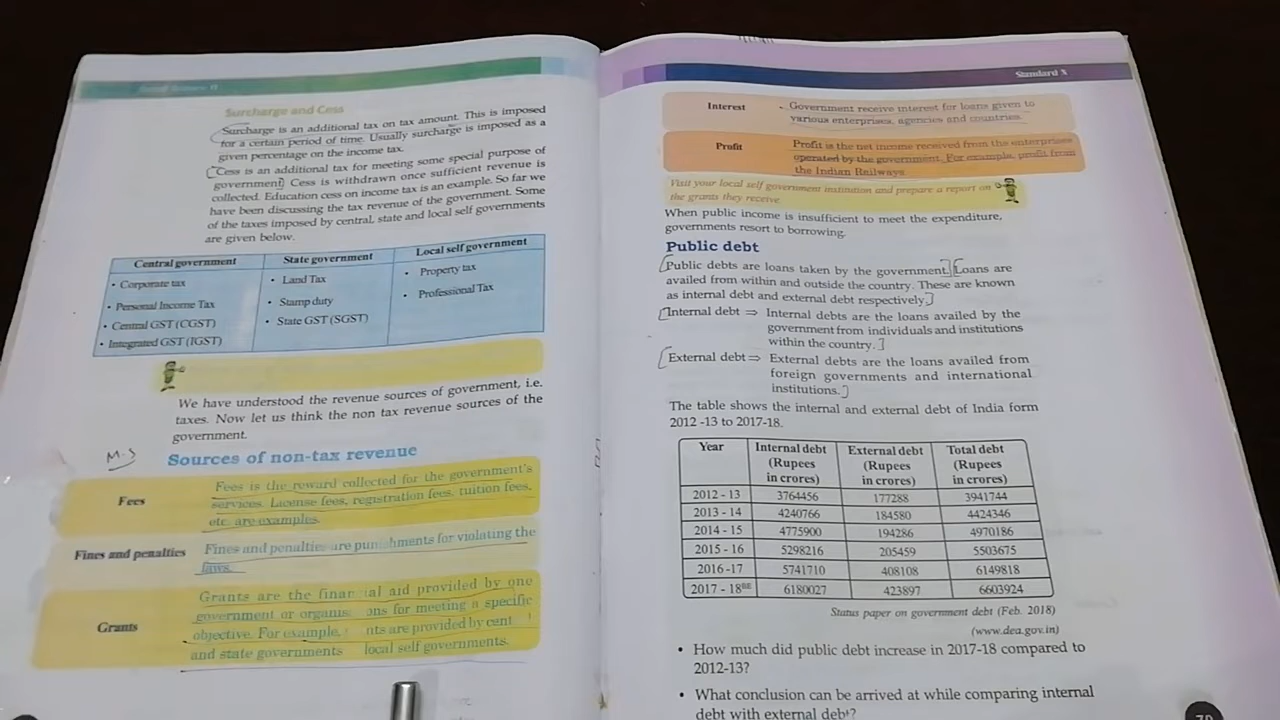 Standard X
Surcharge and Cess
Surcharge is an additional tax on tax amount. This is imposed
for a certain period of time. Usually surcharge is imposed as a
given percentage on the income tax.
Cess is an additional tax for meeting some special purpose of
government. Cess is withdrawn once sufficient revenue is
collected. Education cess on income tax is an example. So far we
have been discussing the tax revenue of the government. Some
of the taxes imposed by central, state and local self governments
are given below.
Central government State government Local self government
• Corporate tax • Land Tax • Property tax
• Personal Income Tax • Stamp duty • Professional Tax
• Central GST (CGST) • State GST (SGST)
• Integrated GST (IGST)
We have understood the revenue sources of government, i.e.
taxes. Now let us think the non tax revenue sources of the
government.
Sources of non-tax revenue
Fees is the reward collected for the government's
Fees services. License fees, registration fees, tuition fees,
etc. are examples.
Fines and penalties Fines and penalties are pun hments for violating the
laws.
Grants are the finan ial aid provided by one
government or organis ons for meeting a specific
Grants objective. For example, nts are provided by cent
and state governments local self governments.
Interest Government receive interest for loans given to
various enterprises, agencies and countries.
Profit Profit is the net income received from the enterprises
operated by the government. For example, profit from
the Indian Railways
Visit your local self government institution and prepare a report on
the grants they receive.
When public income is insufficient to meet the expenditure,
governments resort to borrowing.
Public debt
Public debts are loans taken by the government. Loans are
availed from within and outside the country. These are known
as internal debt and external debt respectively.
Internal debt ⇒ Internal debts are the loans availed by the
government from individuals and institutions
within the country.
External debt ⇒ External debts are the loans availed from
foreign governments and international
institutions.
The table shows the internal and external debt of India form
2012 -13 to 2017-18.
Year Internal debt (Rupees in crores) External debt (Rupees in crores) Total debt (Rupees in crores)
2012 - 13 3764456 177288 3941744
2013 - 14 4240766 184580 4424346
2014 - 15 4775900 194286 4970186
2015 - 16 5298216 205459 5503675
2016 -17 5741710 408108 6149818
2017 - 18BE 6180027 423897 6603924
Status paper on government debt (Feb. 2018)
(www.dea.gov.in)
• How much did public debt increase in 2017-18 compared to
2012-13?
• What conclusion can be arrived at while comparing internal
debt with external debt?